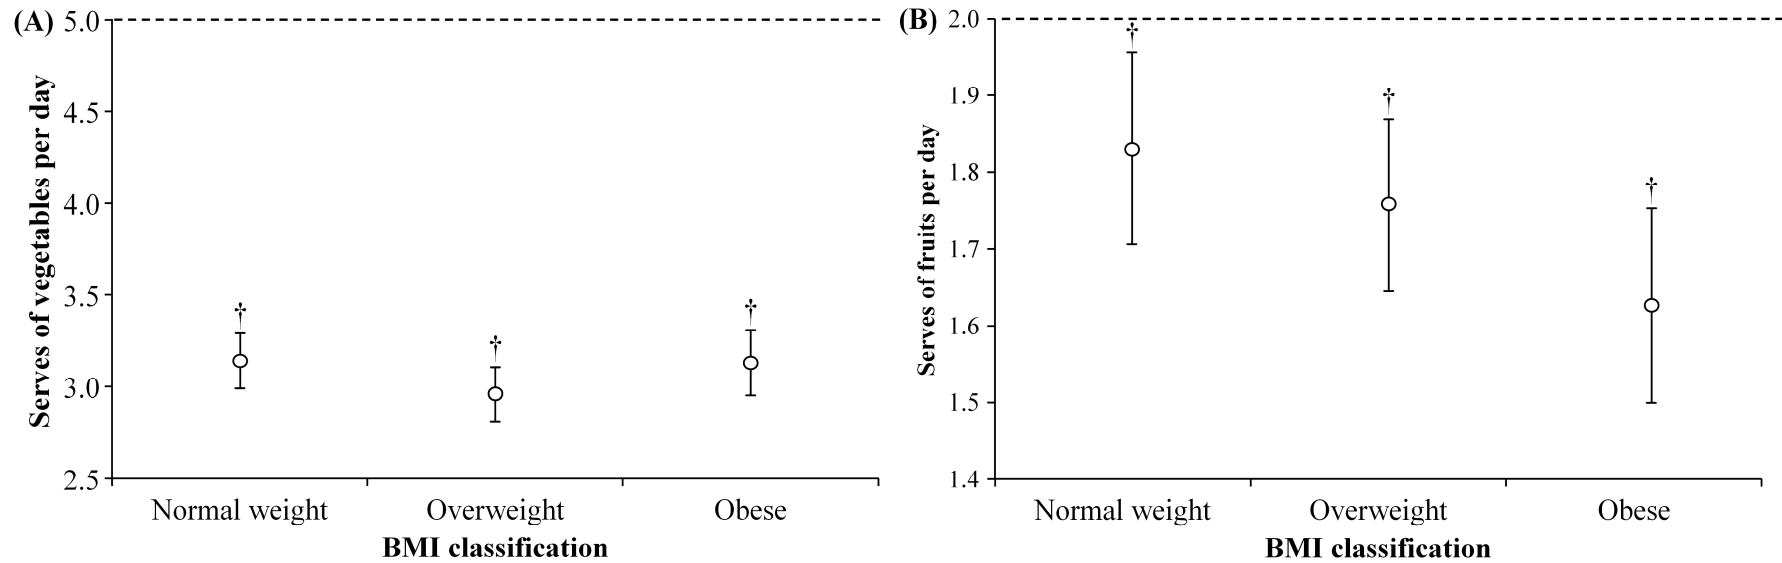 (A)
Serves of vegetables per day
5.0
4.5
4.0
3.5
3.0
2.5
†
†
†
Normal weight
Overweight
Obese
BMI classification
(B)
Serves of fruits per day
2.0
1.9
1.8
1.7
1.6
1.5
1.4
†
†
†
Normal weight
Overweight
Obese
BMI classification